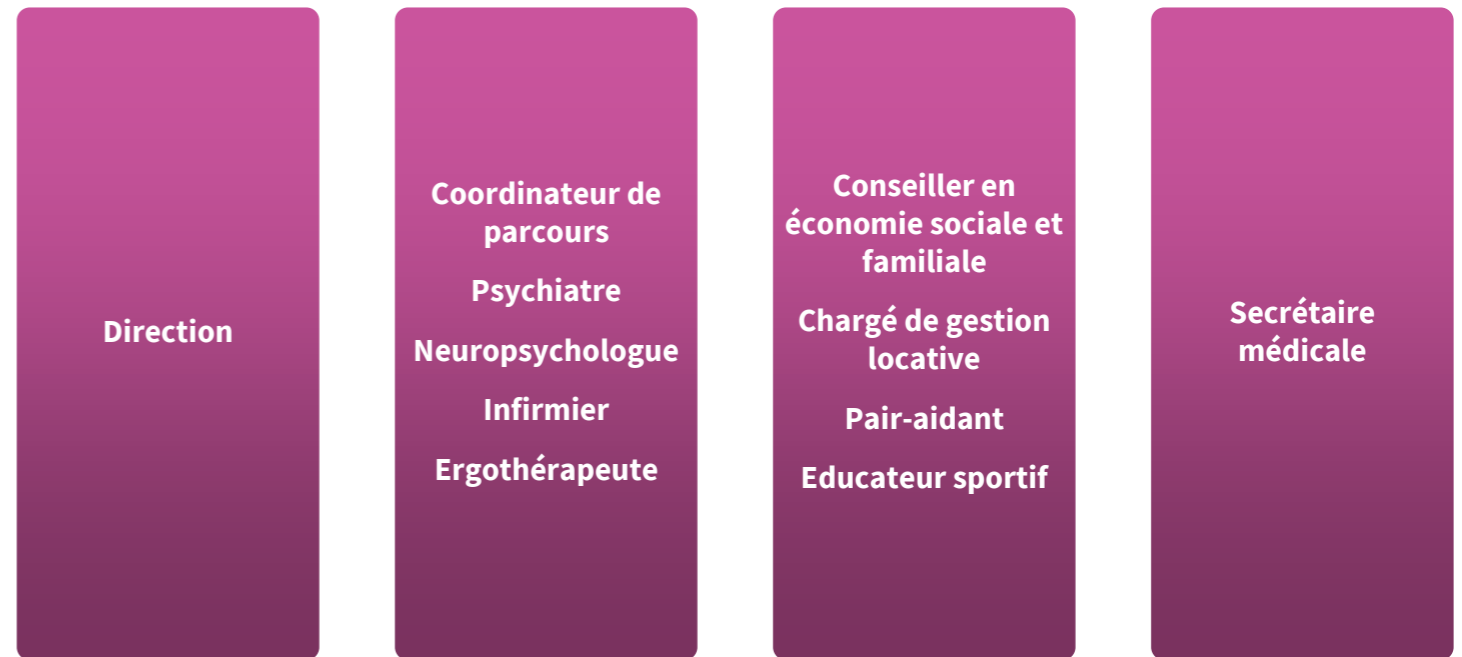 Direction
Coordinateur de
parcours
Psychiatre
Neuropsychologue
Infirmier
Ergothérapeute
Conseiller en
économie sociale et
familiale
Chargé de gestion
locative
Pair-aidant
Educateur sportif
Secrétaire
médicale